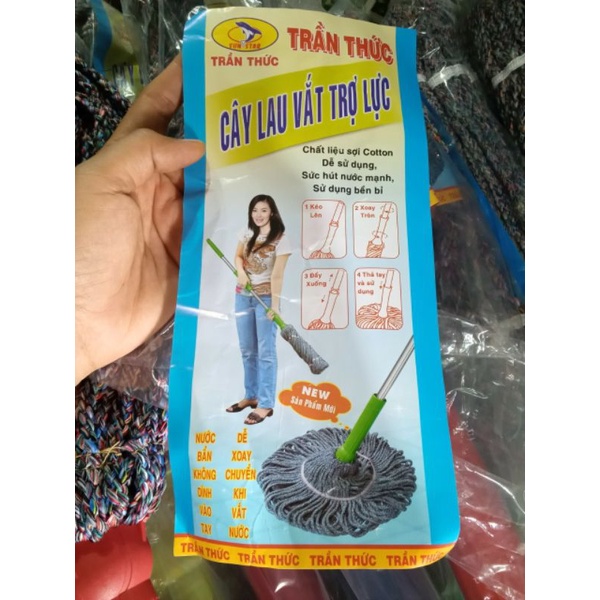 SUN STAR
TRẦN THỨC
TRẦN THỨC
CÂY LAU VẮT TRỢ LỰC
Chất liệu sợi Cotton
Dễ sử dụng,
Sức hút nước mạnh,
Sử dụng bền bỉ
1 Kéo Lên
2 Xoay Tròn
3 Đẩy Xuống
4 Thả tay và sử dụng
NEW
Sản Phẩm Mới
NƯỚC
BẨN
KHÔNG
DÍNH
VÀO
TAY
DỄ
XOAY
CHUYỂN
KHI
VẮT
NƯỚC
TRẦN THỨC TRẦN THỨC TRẦN THỨC TRẦN THỨC